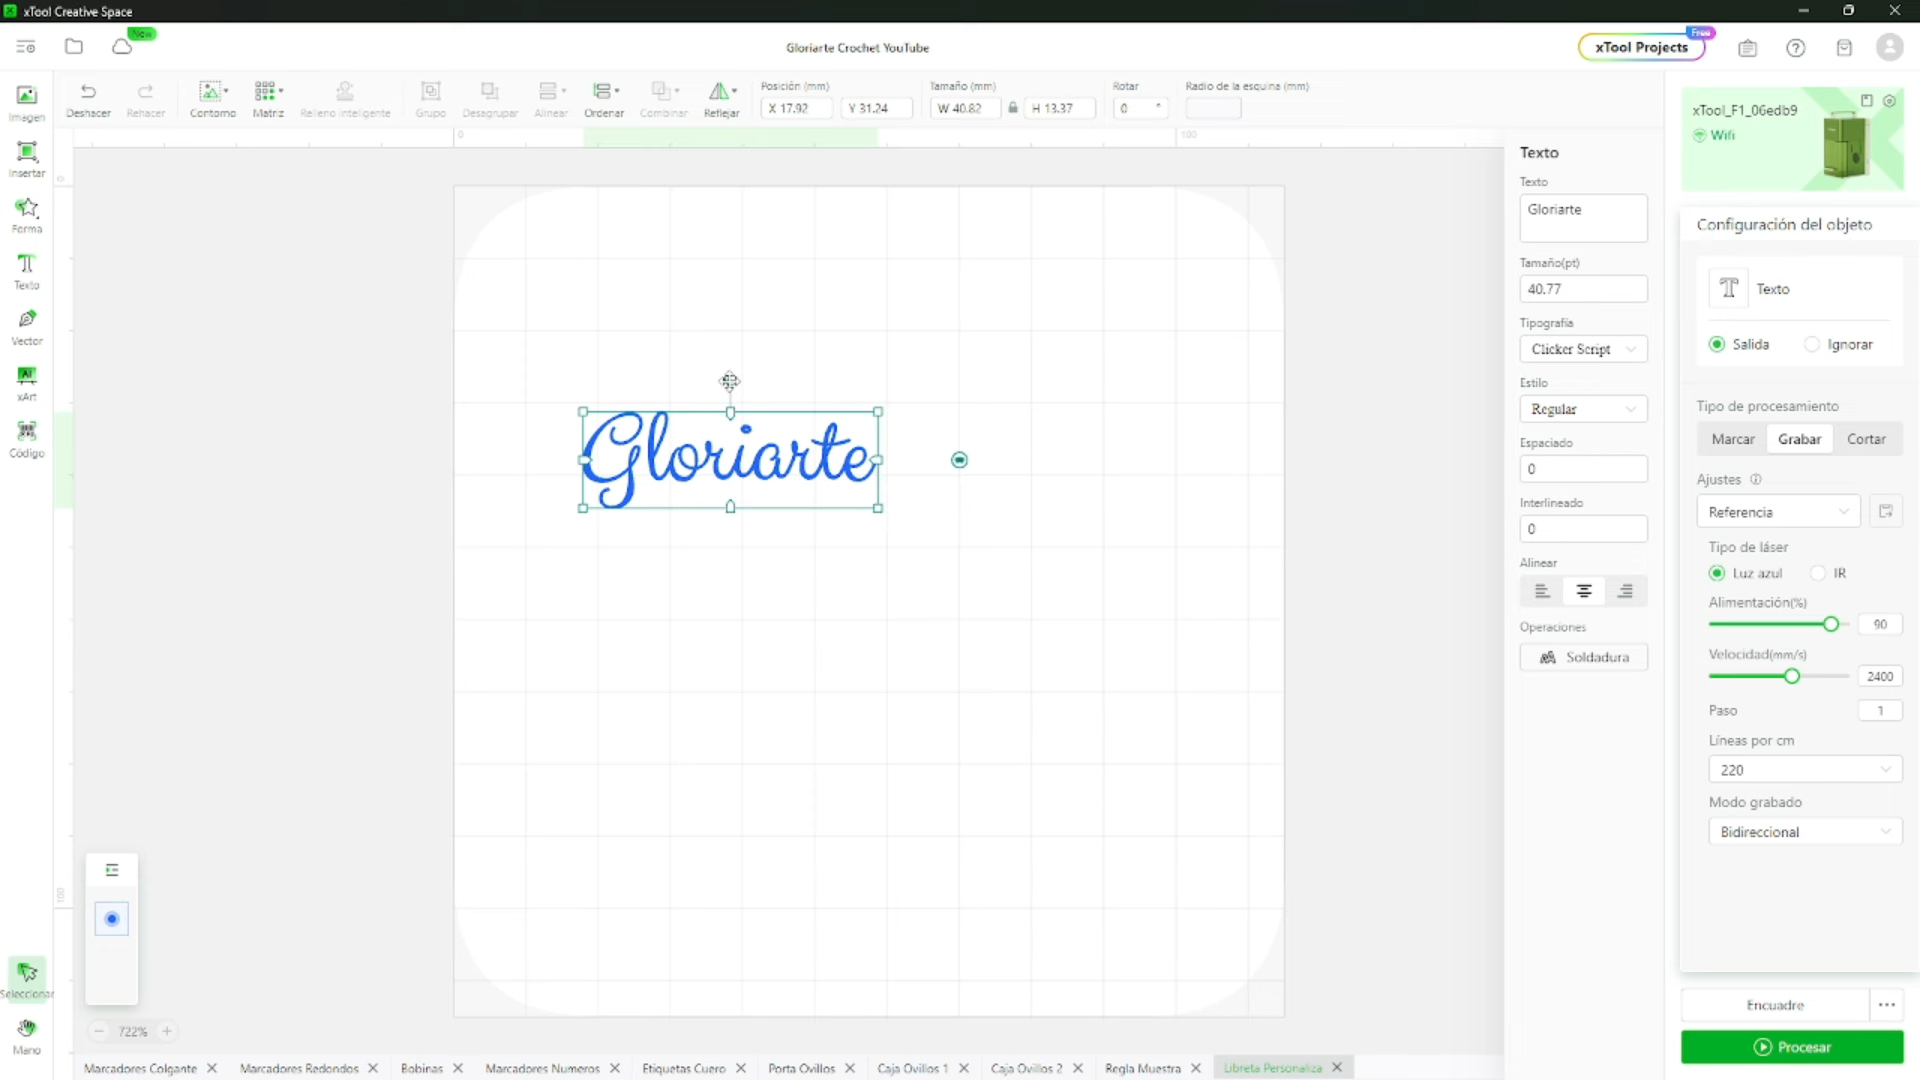 xTool Creative Space
New
Gloriarte Crochet YouTube
Free
xTool Projects
Imagen
Insertar
Forma
Texto
Vector
AI
xArt
Código
Seleccionar
Mano
Deshacer
Rehacer
Contorno
Matriz
Relleno inteligente
Grupo
Desagrupar
Alinear
Ordenar
Combinar
Reflejar
Posición (mm)
X 17.92
Y 31.24
Tamaño (mm)
W 40.82
H 13.37
Rotar
0 °
Radio de la esquina (mm)
0
100
0
100
Gloriarte
722%
Texto
Texto
Gloriarte
Tamaño(pt)
40.77
Tipografía
Clicker Script
Estilo
Regular
Espaciado
0
Interlineado
0
Alinear
Operaciones
Soldadura
xTool_F1_06edb9
Wifi
Configuración del objeto
Texto
Salida
Ignorar
Tipo de procesamiento
Marcar
Grabar
Cortar
Ajustes
Referencia
Tipo de láser
Luz azul
IR
Alimentación(%)
90
Velocidad(mm/s)
2400
Paso
1
Líneas por cm
220
Modo grabado
Bidireccional
Encuadre
Procesar
Marcadores Colgante
Marcadores Redondos
Bobinas
Marcadores Numeros
Etiquetas Cuero
Porta Ovillos
Caja Ovillos 1
Caja Ovillos 2
Regla Muestra
Libreta Personaliza